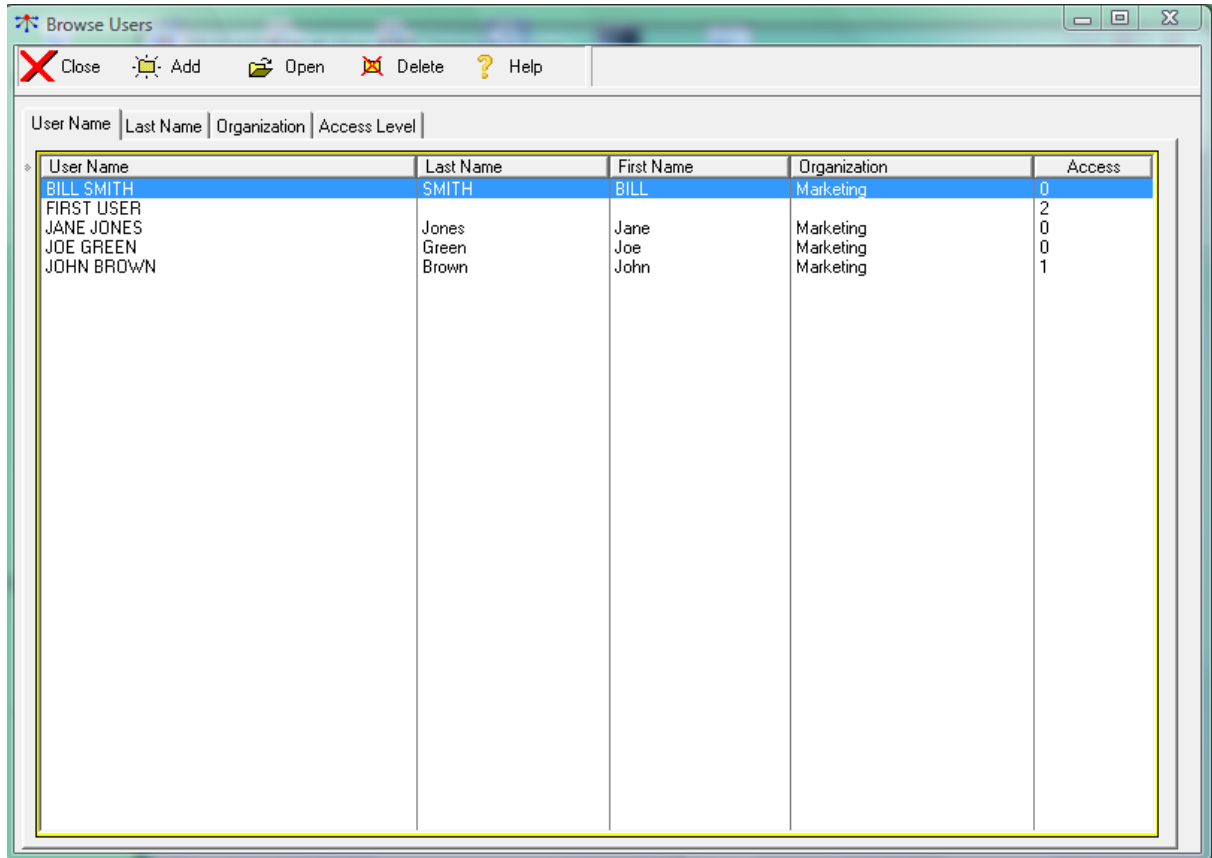 Browse Users
Close Add Open Delete ? Help
User Name Last Name Organization Access Level
User Name Last Name First Name Organization Access
BILL SMITH SMITH BILL Marketing 0
FIRST USER 2
JANE JONES Jones Jane Marketing 0
JOE GREEN Green Joe Marketing 0
JOHN BROWN Brown John Marketing 1